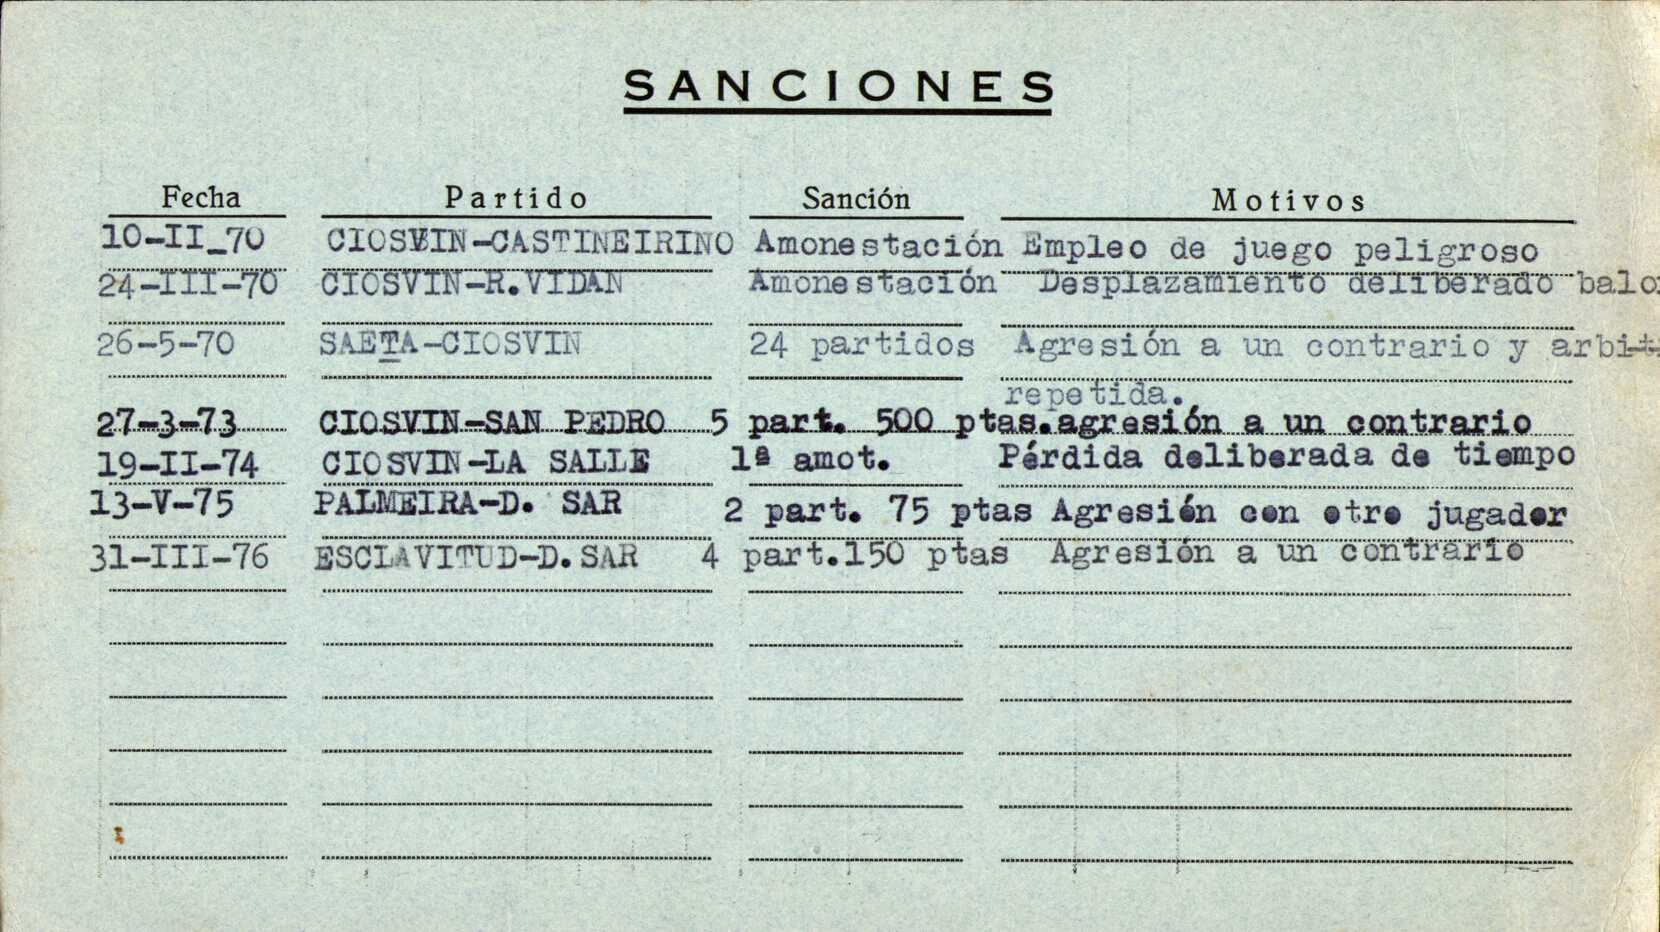 SANCIONES
Fecha Partido Sanción Motivos
10-II_70 CIOSVIN-CASTINEIRINO Amonestación Empleo de juego peligroso
24-III-70 CIOSVIN-R.VIDAN Amonestación Desplazamiento deliberado balo
26-5-70 SAETA-CIOSVIN 24 partidos Agresión a un contrario y arbit
repetida.
27-3-73 CIOSVIN-SAN PEDRO 5 part. 500 ptas.agresión a un contrario
19-II-74 CIOSVIN-LA SALLE 1ª amot. Pérdida deliberada de tiempo
13-V-75 PALMEIRA-D. SAR 2 part. 75 ptas Agresión con otro jugador
31-III-76 ESCLAVITUD-D.SAR 4 part.150 ptas Agresión a un contrario